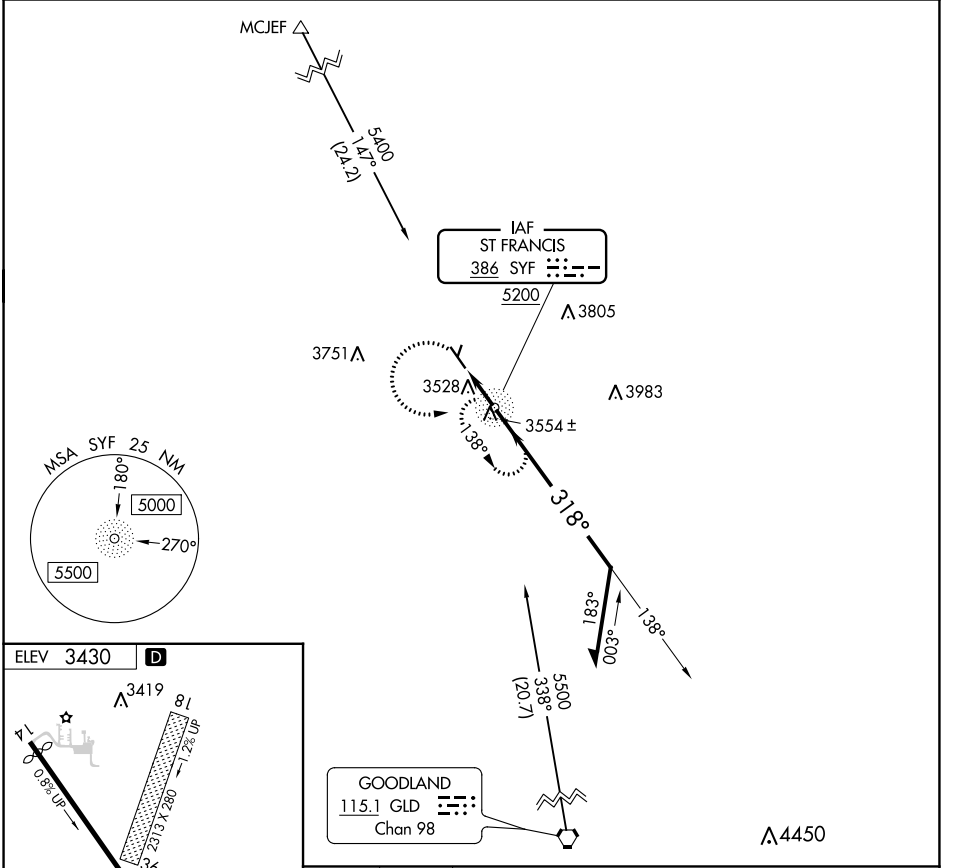 MCJEF
5400
147°
(24.2)
IAF
ST FRANCIS
386 SYF
5200
3805
3751
3528
3983
3554 ±
138°
318°
MSA SYF 25 NM
180°
5000
270°
5500
183°
003°
138°
ELEV 3430 D
3419
18
14
0.8% UP
1.2% UP
2313 X 280
36
5500
338°
(20.7)
GOODLAND
115.1 GLD
Chan 98
4450